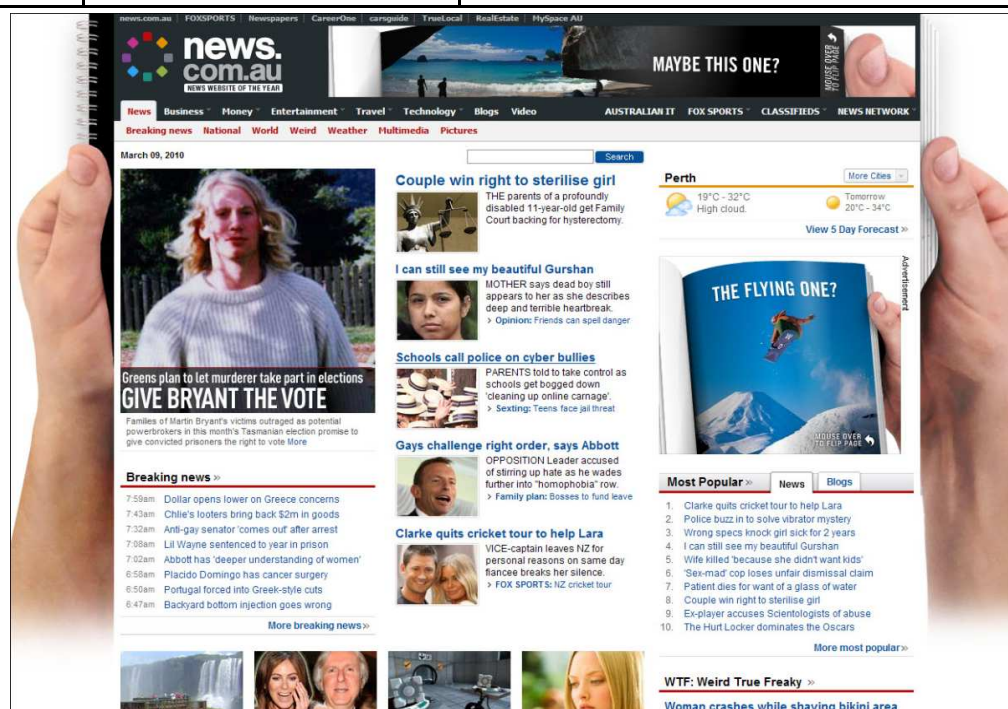 news.com.au | FOXSPORTS | Newspapers | CareerOne | carsguide | TrueLocal | RealEstate | MySpace AU
news.
com.au
NEWS WEBSITE OF THE YEAR
MAYBE THIS ONE?
MOUSE OVER
TO FLIP PAGE
News Business Money Entertainment Travel Technology Blogs Video AUSTRALIAN IT FOX SPORTS CLASSIFIEDS NEWS NETWORK
Breaking news National World Weird Weather Multimedia Pictures
March 09, 2010
Search
Greens plan to let murderer take part in elections
GIVE BRYANT THE VOTE
Families of Martin Bryant's victims outraged as potential
powerbrokers in this month's Tasmanian election promise to
give convicted prisoners the right to vote More
Breaking news »
7:59am Dollar opens lower on Greece concerns
7:43am Chlie's looters bring back $2m in goods
7:32am Anti-gay senator 'comes out' after arrest
7:08am Lil Wayne sentenced to year in prison
7:02am Abbott has 'deeper understanding of women'
6:58am Placido Domingo has cancer surgery
6:50am Portugal forced into Greek-style cuts
6:47am Backyard bottom injection goes wrong
More breaking news »
Couple win right to sterilise girl
THE parents of a profoundly
disabled 11-year-old get Family
Court backing for hysterectomy.
I can still see my beautiful Gurshan
MOTHER says dead boy still
appears to her as she describes
deep and terrible heartbreak.
> Opinion: Friends can spell danger
Schools call police on cyber bullies
PARENTS told to take control as
schools get bogged down
'cleaning up online carnage'.
> Sexting: Teens face jail threat
Gays challenge right order, says Abbott
OPPOSITION Leader accused
of stirring up hate as he wades
further into "homophobia" row.
> Family plan: Bosses to fund leave
Clarke quits cricket tour to help Lara
VICE-captain leaves NZ for
personal reasons on same day
fiancee breaks her silence.
> FOX SPORTS: NZ cricket tour
Perth
More Cities
19°C - 32°C
High cloud.
Tomorrow
20°C - 34°C
View 5 Day Forecast »
Advertisement
THE FLYING ONE?
MOUSE OVER
TO FLIP PAGE
Most Popular » News Blogs
1. Clarke quits cricket tour to help Lara
2. Police buzz in to solve vibrator mystery
3. Wrong specs knock girl sick for 2 years
4. I can still see my beautiful Gurshan
5. Wife killed 'because she didn't want kids'
6. 'Sex-mad' cop loses unfair dismissal claim
7. Patient dies for want of a glass of water
8. Couple win right to sterilise girl
9. Ex-player accuses Scientologists of abuse
10. The Hurt Locker dominates the Oscars
More most popular »
WTF: Weird True Freaky »
Woman crashes while shaving bikini area